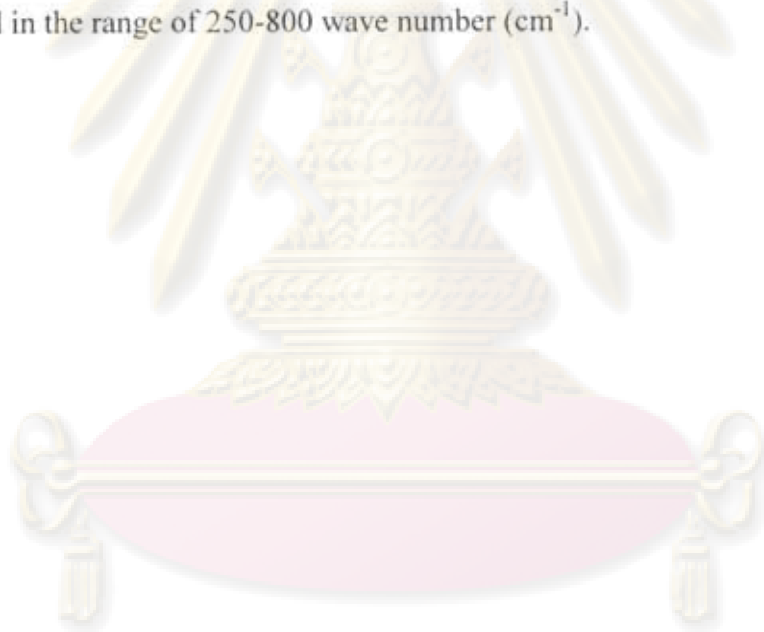 in the range of 250-800 wave number (cm⁻¹).